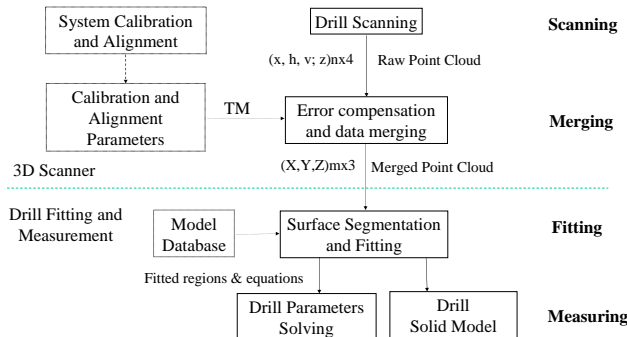 System Calibration
and Alignment
Drill Scanning
Scanning
(x, h, v; z)nx4
Raw Point Cloud
Calibration and
Alignment
Parameters
TM
Error compensation
and data merging
Merging
3D Scanner
(X,Y,Z)mx3
Merged Point Cloud
Drill Fitting and
Measurement
Model
Database
Surface Segmentation
and Fitting
Fitting
Fitted regions & equations
Drill Parameters
Solving
Drill
Solid Model
Measuring